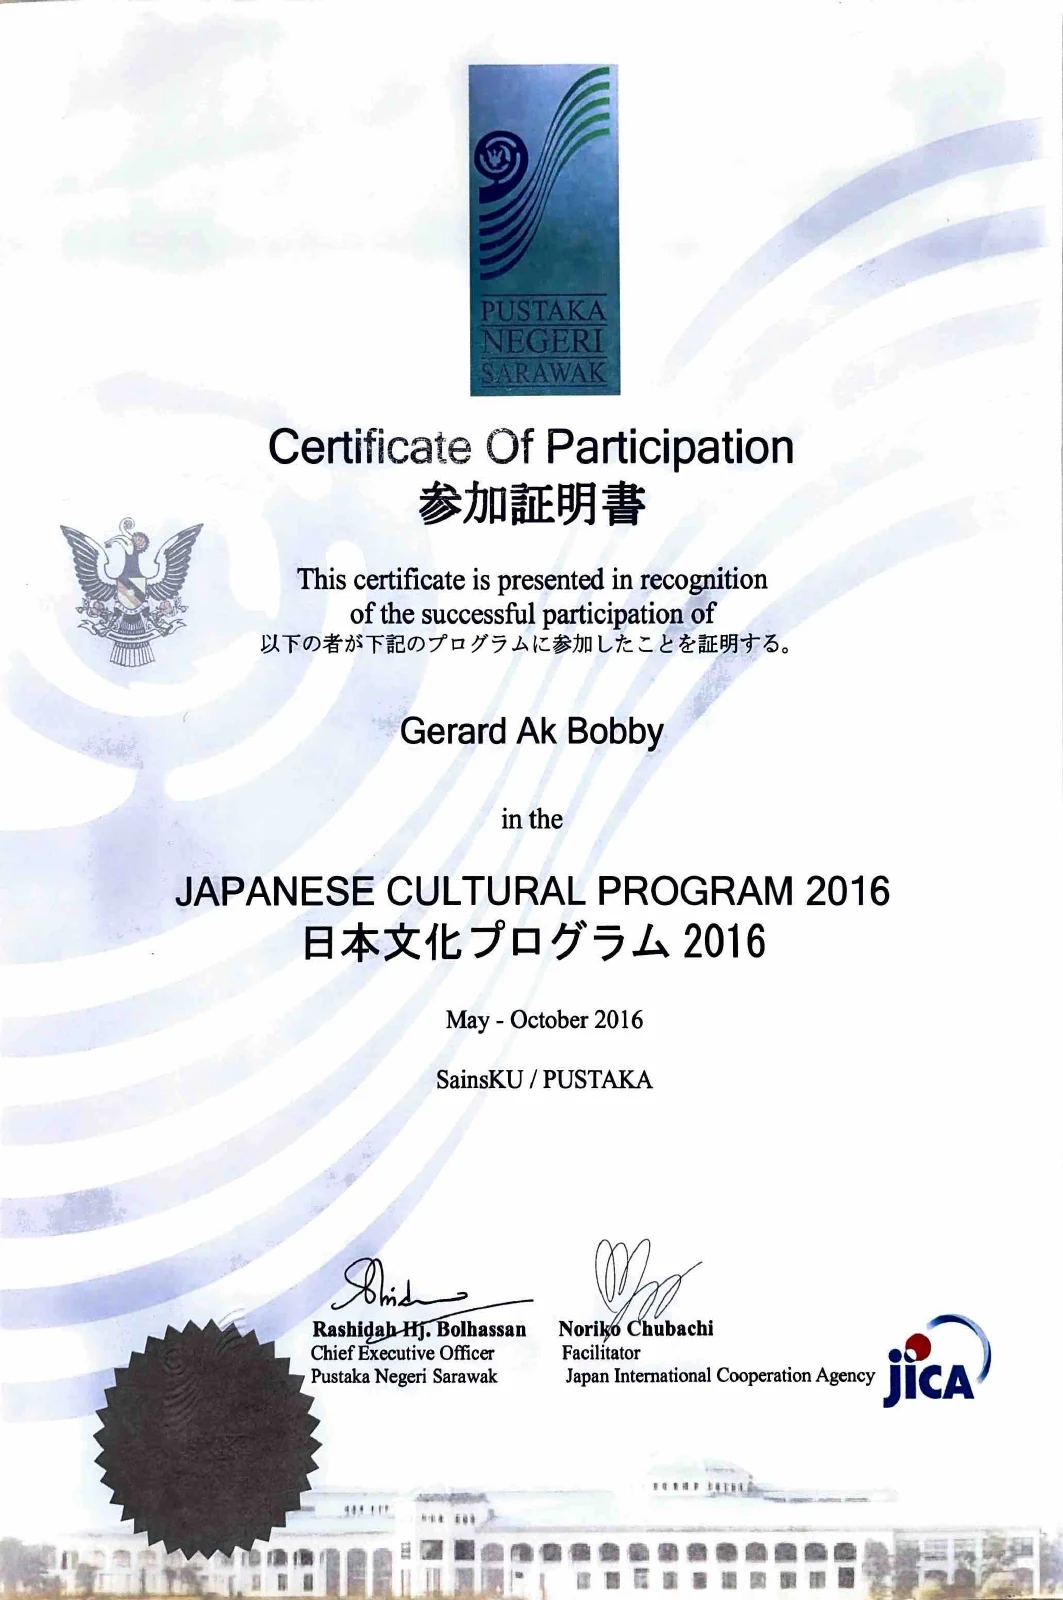 PUSTAKA
NEGERI
SARAWAK
Certificate Of Participation
参加証明書
This certificate is presented in recognition
of the successful participation of
以下の者が下記のプログラムに参加したことを証明する。
Gerard Ak Bobby
in the
JAPANESE CULTURAL PROGRAM 2016
日本文化プログラム 2016
May - October 2016
SainsKU / PUSTAKA
Rashidah Hj. Bolhassan
Chief Executive Officer
Pustaka Negeri Sarawak
Noriko Chubachi
Facilitator
Japan International Cooperation Agency
jICA